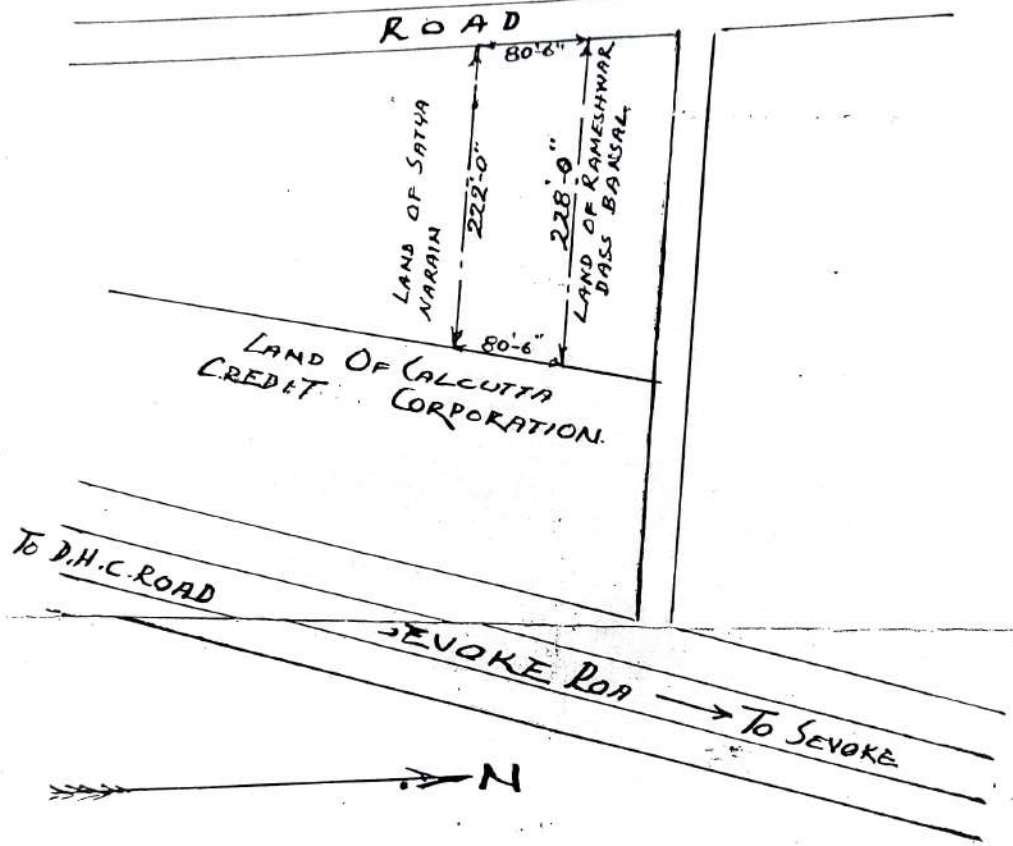 ROAD
80'-6"
LAND OF SATYA
NARAIN
222'-0"
228'-0"
LAND OF RAMESHWAR
DASS BANSAL.
80'-6"
LAND OF CALCUTTA
CREDIT CORPORATION.
TO D.H.C. ROAD
SEVOKE ROA
TO SEVOKE
N